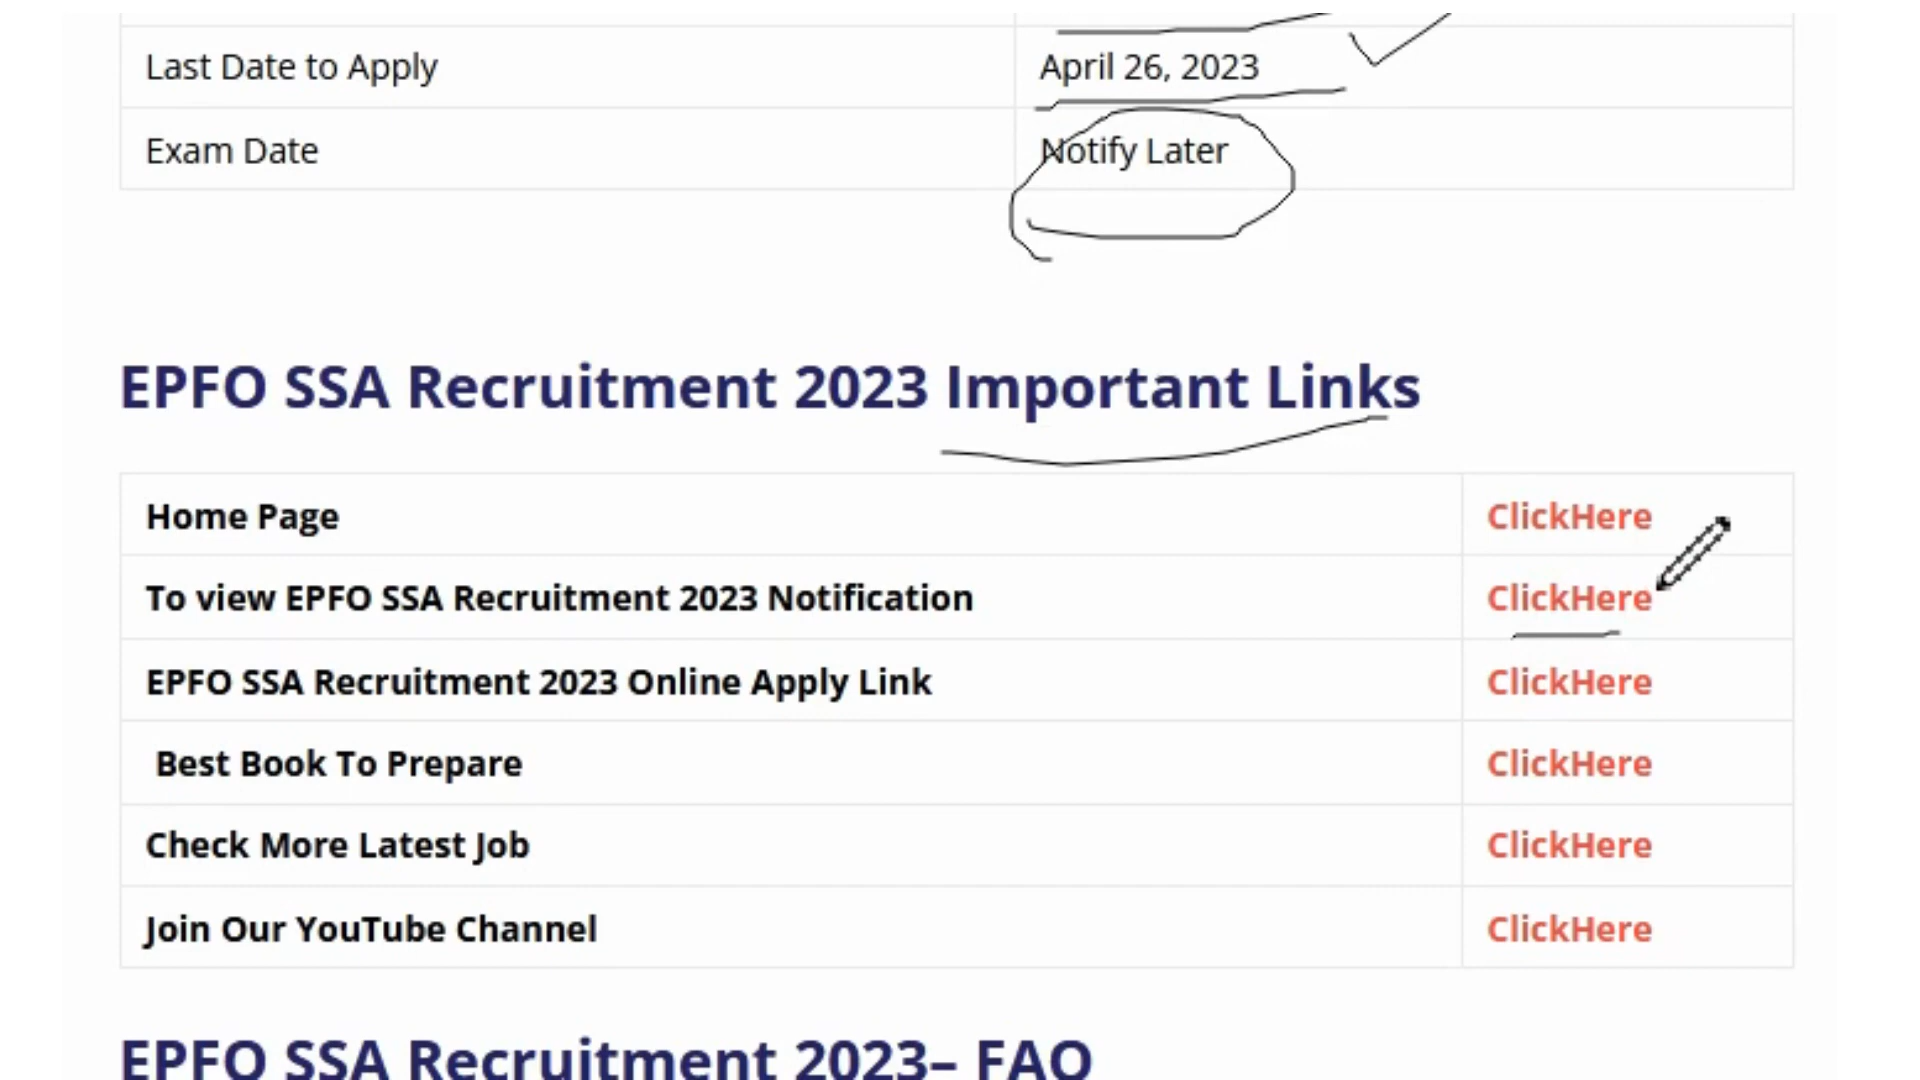 Last Date to Apply April 26, 2023
Exam Date Notify Later
EPFO SSA Recruitment 2023 Important Links
Home Page ClickHere
To view EPFO SSA Recruitment 2023 Notification ClickHere
EPFO SSA Recruitment 2023 Online Apply Link ClickHere
Best Book To Prepare ClickHere
Check More Latest Job ClickHere
Join Our YouTube Channel ClickHere
EPFO SSA Recruitment 2023– FAQ